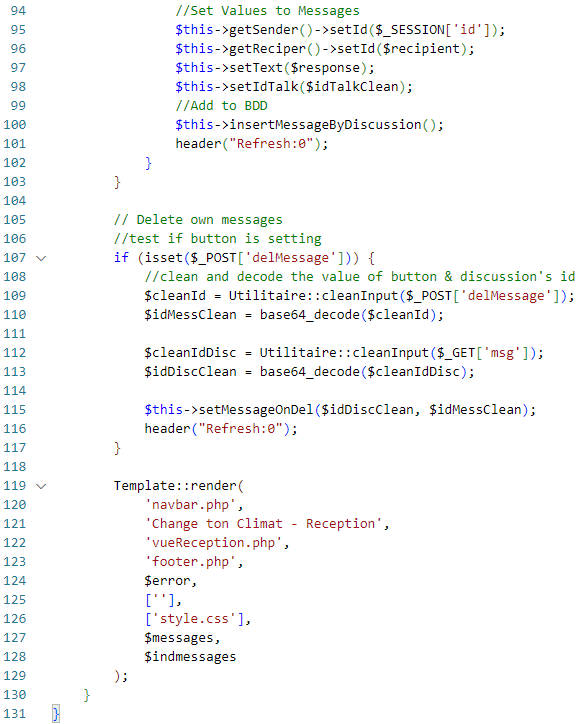 94 //Set Values to Messages
95 $this->getSender()->setId($_SESSION['id']);
96 $this->getReciper()->setId($recipient);
97 $this->setText($response);
98 $this->setIdTalk($idTalkClean);
99 //Add to BDD
100 $this->insertMessageByDiscussion();
101 header("Refresh:0");
102 }
103 }
104
105 // Delete own messages
106 //test if button is setting
107 if (isset($_POST['delMessage'])) {
108 //clean and decode the value of button & discussion's id
109 $cleanId = Utilitaire::cleanInput($_POST['delMessage']);
110 $idMessClean = base64_decode($cleanId);
111
112 $cleanIdDisc = Utilitaire::cleanInput($_GET['msg']);
113 $idDiscClean = base64_decode($cleanIdDisc);
114
115 $this->setMessageOnDel($idDiscClean, $idMessClean);
116 header("Refresh:0");
117 }
118
119 Template::render(
120 'navbar.php',
121 'Change ton Climat - Reception',
122 'vueReception.php',
123 'footer.php',
124 $error,
125 [''],
126 ['style.css'],
127 $messages,
128 $indmessages
129 );
130 }
131 }